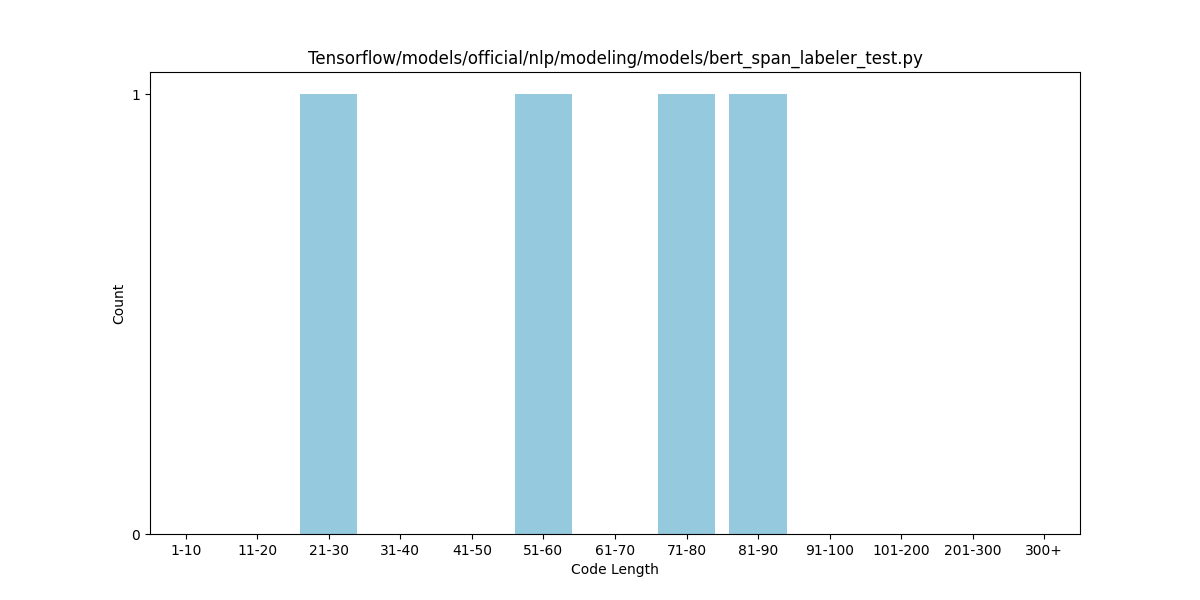 Tensorflow/models/official/nlp/modeling/models/bert_span_labeler_test.py
1
Count
0
1-10 11-20 21-30 31-40 41-50 51-60 61-70 71-80 81-90 91-100 101-200 201-300 300+
Code Length